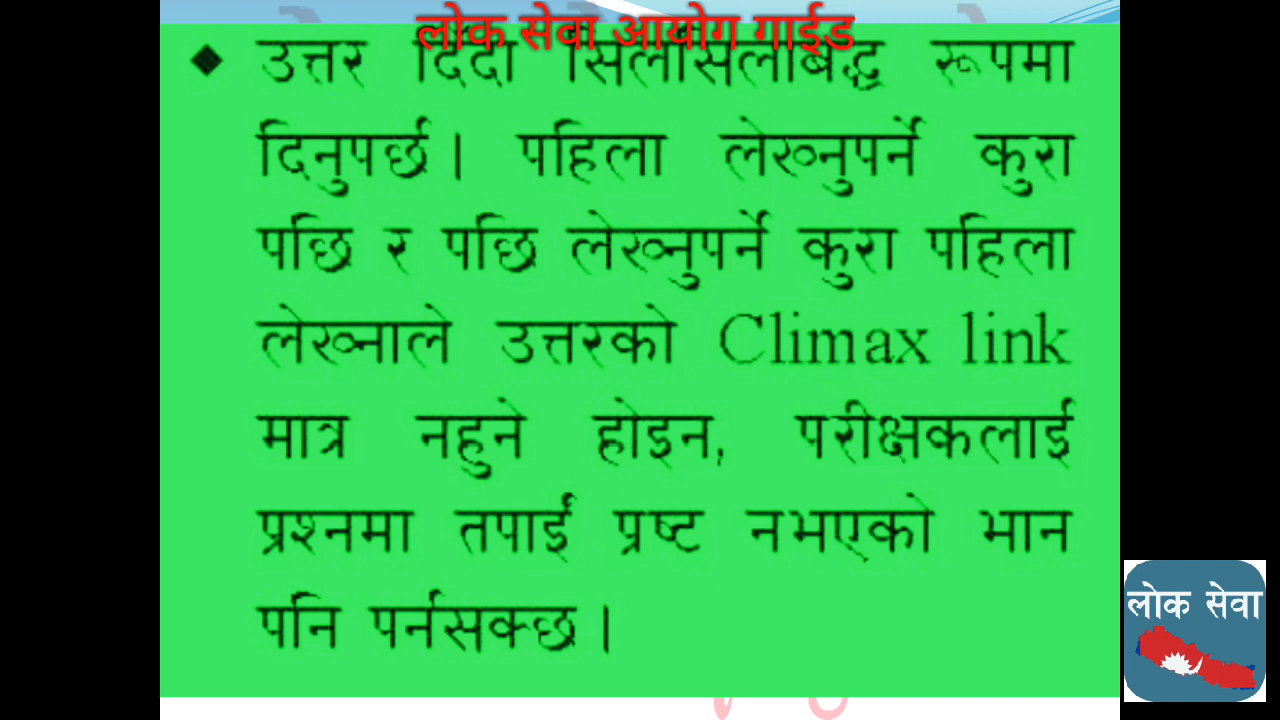 लोक सेवा आयोग गाईड
◆ उत्तर दिंदा सिलसिलाबद्ध रूपमा
दिनुपर्छ। पहिला लेख्नुपर्ने कुरा
पछि र पछि लेख्नुपर्ने कुरा पहिला
लेख्नाले उत्तरको Climax link
मात्र नहुने होइन, परीक्षकलाई
प्रश्नमा तपाईं प्रष्ट नभएको भान
पनि पर्नसक्छ।
लोक सेवा